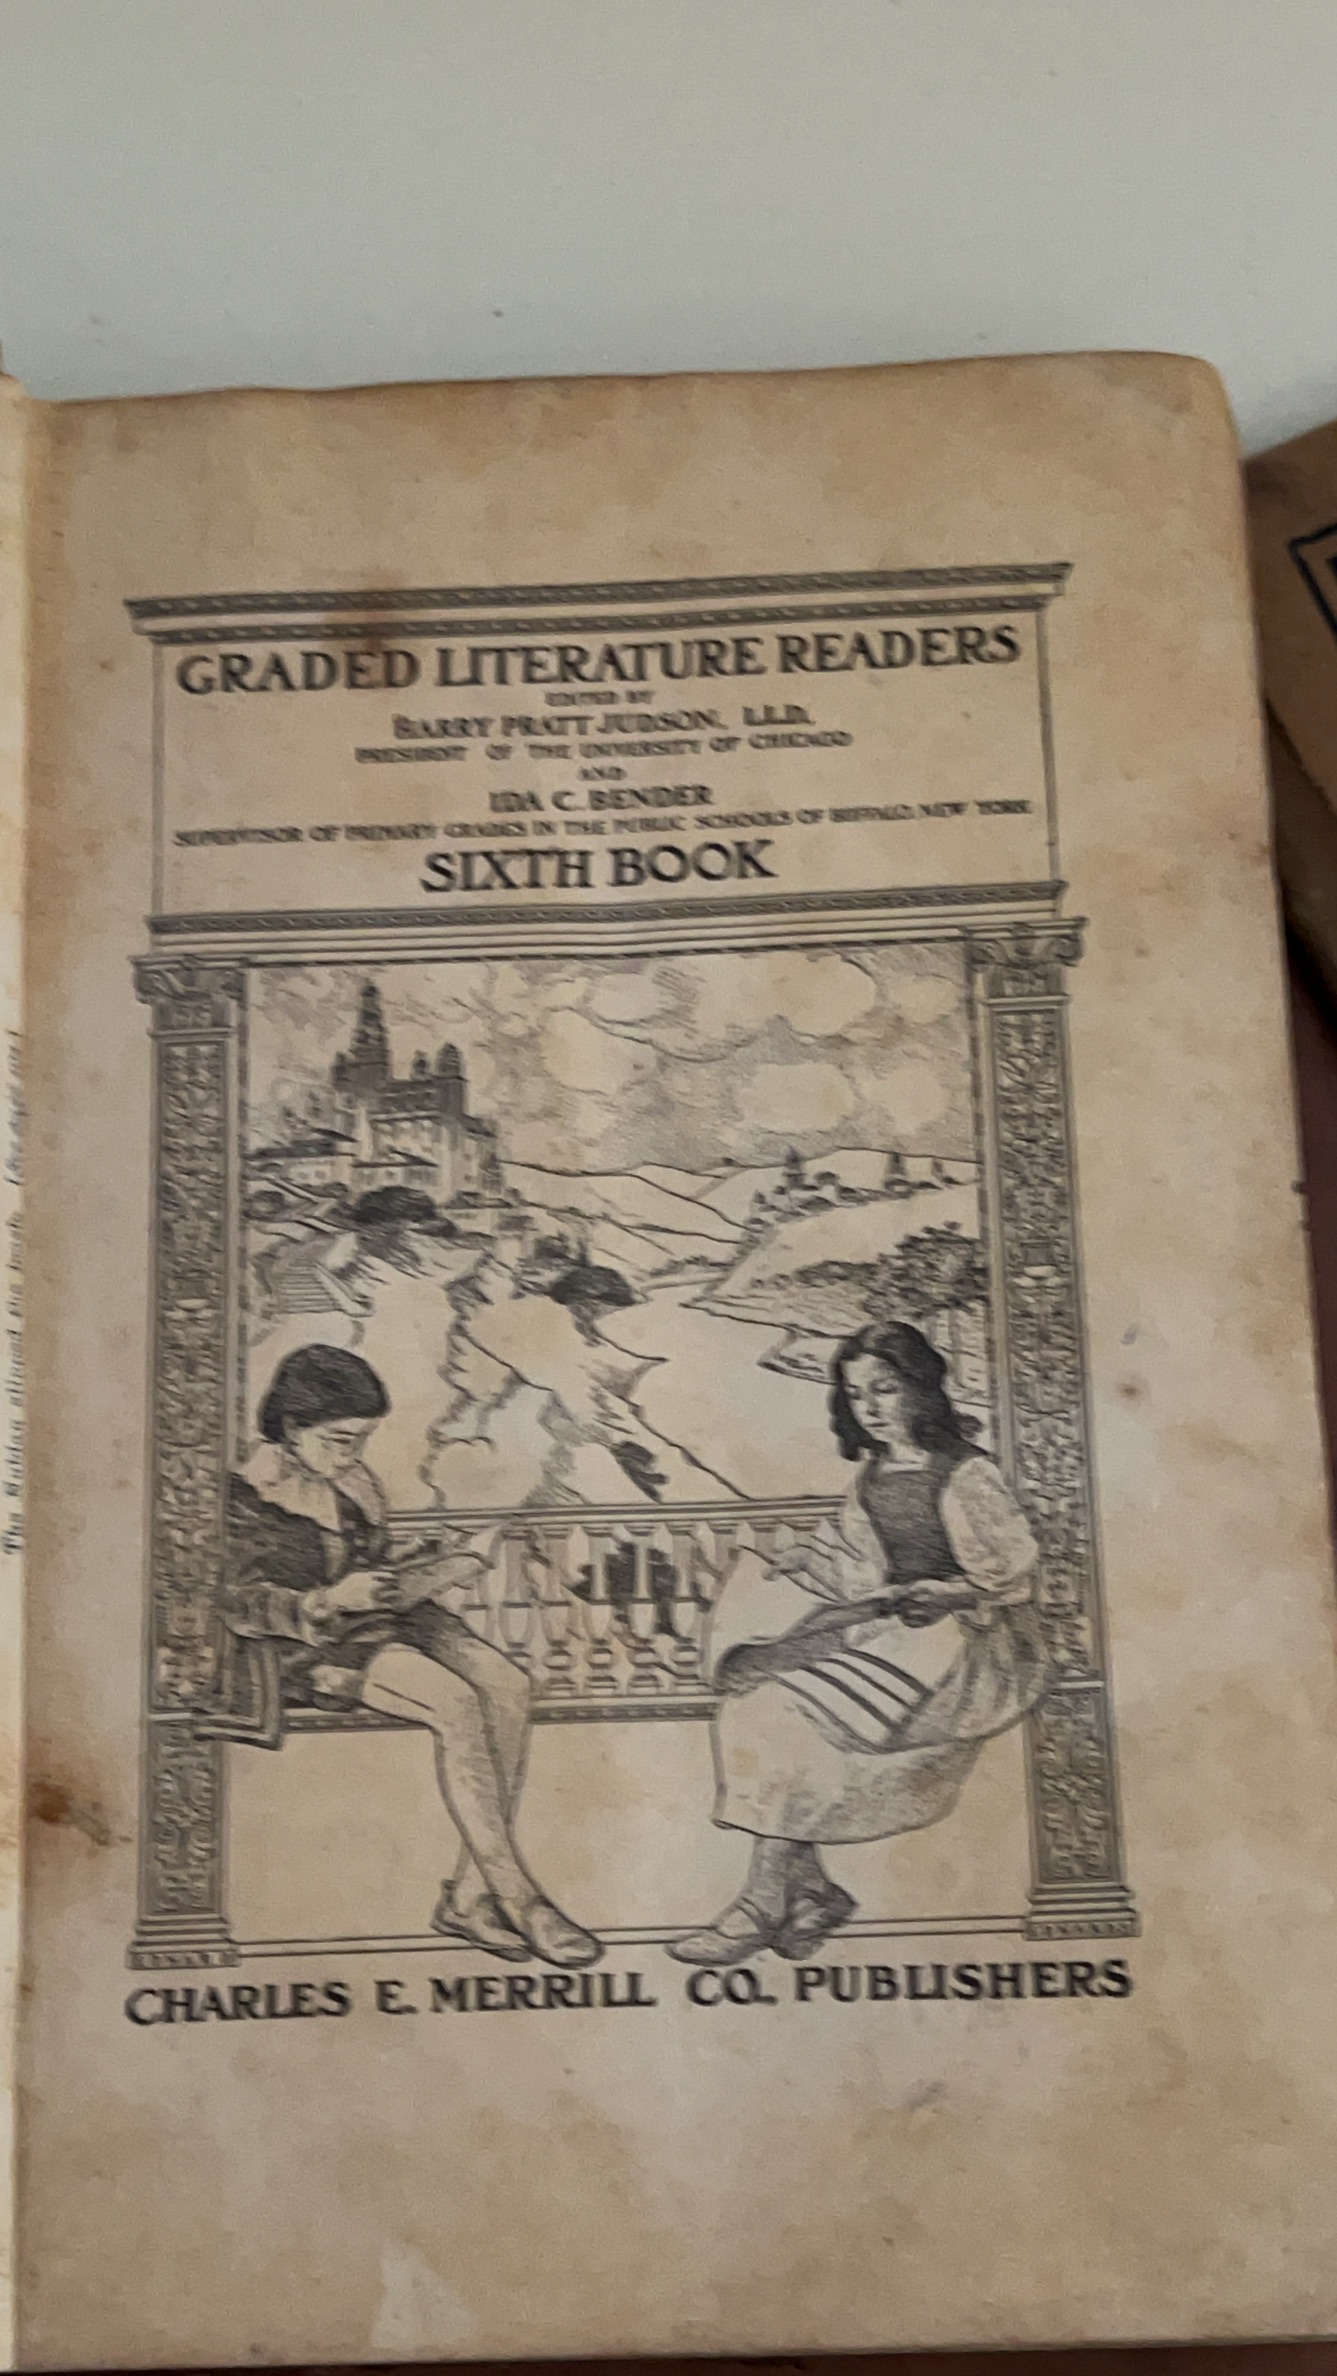 GRADED LITERATURE READERS
EDITED BY
HARRY PRATT JUDSON, LL.D.
PRESIDENT OF THE UNIVERSITY OF CHICAGO
AND
IDA C. BENDER
SUPERVISOR OF PRIMARY GRADES IN THE PUBLIC SCHOOLS OF BUFFALO, NEW YORK
SIXTH BOOK
CHARLES E. MERRILL CO. PUBLISHERS